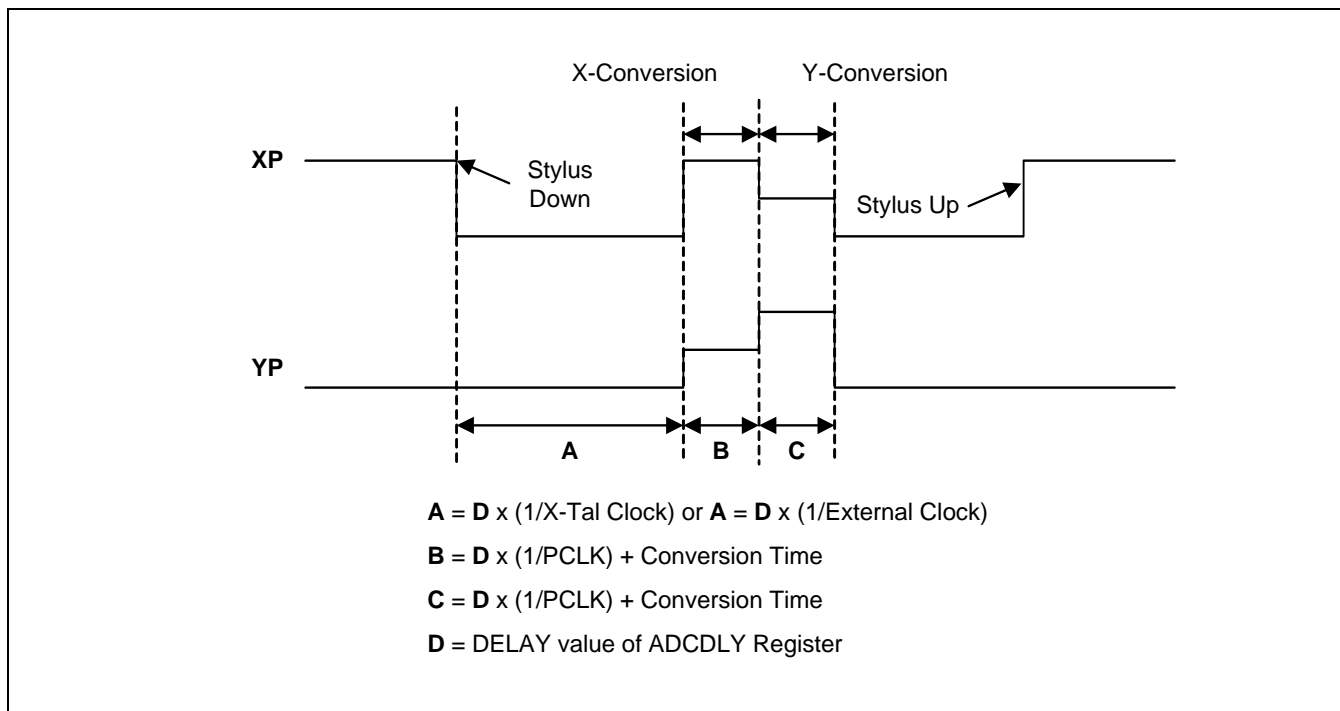 X-Conversion Y-Conversion
XP
Stylus
Down
Stylus Up
YP
A B C
A = D x (1/X-Tal Clock) or A = D x (1/External Clock)
B = D x (1/PCLK) + Conversion Time
C = D x (1/PCLK) + Conversion Time
D = DELAY value of ADCDLY Register